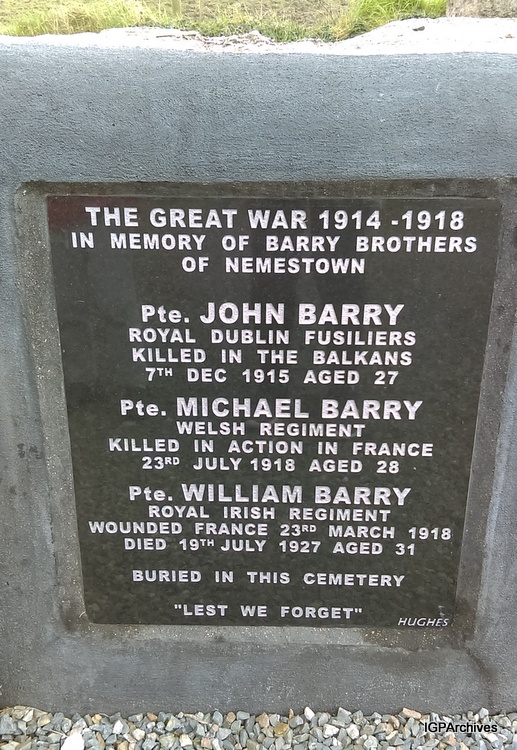 THE GREAT WAR 1914 -1918
IN MEMORY OF BARRY BROTHERS
OF NEMESTOWN
Pte. JOHN BARRY
ROYAL DUBLIN FUSILIERS
KILLED IN THE BALKANS
7TH DEC 1915 AGED 27
Pte. MICHAEL BARRY
WELSH REGIMENT
KILLED IN ACTION IN FRANCE
23RD JULY 1918 AGED 28
Pte. WILLIAM BARRY
ROYAL IRISH REGIMENT
WOUNDED FRANCE 23RD MARCH 1918
DIED 19TH JULY 1927 AGED 31
BURIED IN THIS CEMETERY
"LEST WE FORGET"
HUGHES
IGPArchives